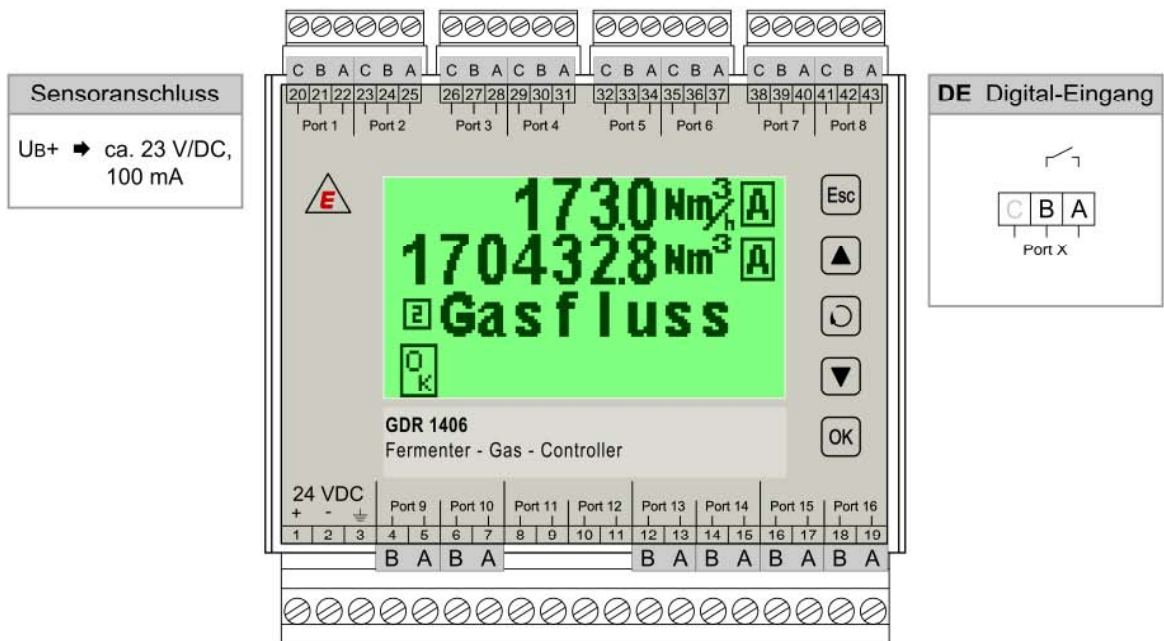 C B A C B A C B A C B A C B A C B A C B A C B A
20 21 22 23 24 25 26 27 28 29 30 31 32 33 34 35 36 37 38 39 40 41 42 43
Port 1 Port 2 Port 3 Port 4 Port 5 Port 6 Port 7 Port 8
Sensoranschluss
UB+ ➡ ca. 23 V/DC,
100 mA
DE Digital-Eingang
C B A
Port X
E
173.0 Nm³/h A
170432.8 Nm³ A
2 Gasfluss
OK
Esc
OK
GDR 1406
Fermenter - Gas - Controller
24 VDC
+ -
Port 9 Port 10 Port 11 Port 12 Port 13 Port 14 Port 15 Port 16
1 2 3 4 5 6 7 8 9 10 11 12 13 14 15 16 17 18 19
B A B A B A B A B A B A